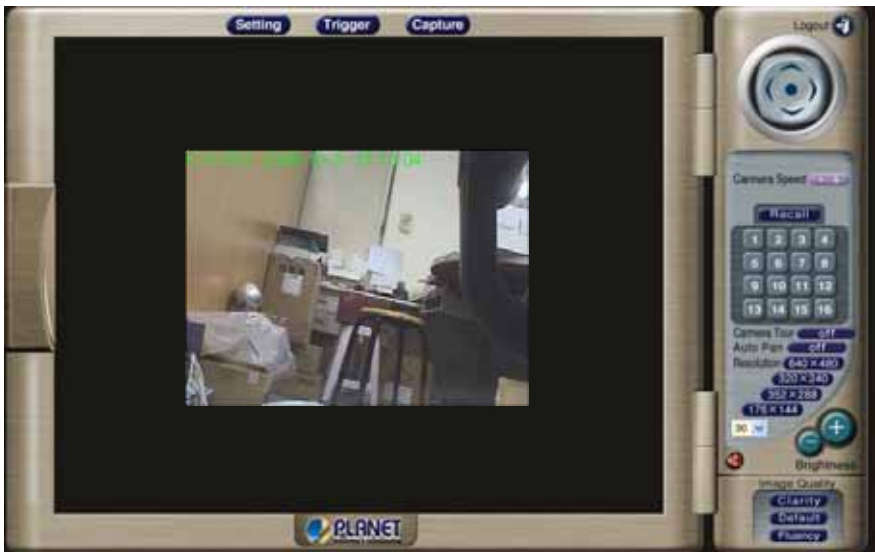 Setting Trigger Capture
Logout
Camera Speed
Recall
1 2 3 4
5 6 7 8
9 10 11 12
13 14 15 16
Camera Tour off
Auto Pan off
Resolution 640×480
320×240
352×288
176×144
30
Brightness
Image Quality
Clarity
Default
Fluency
PLANET